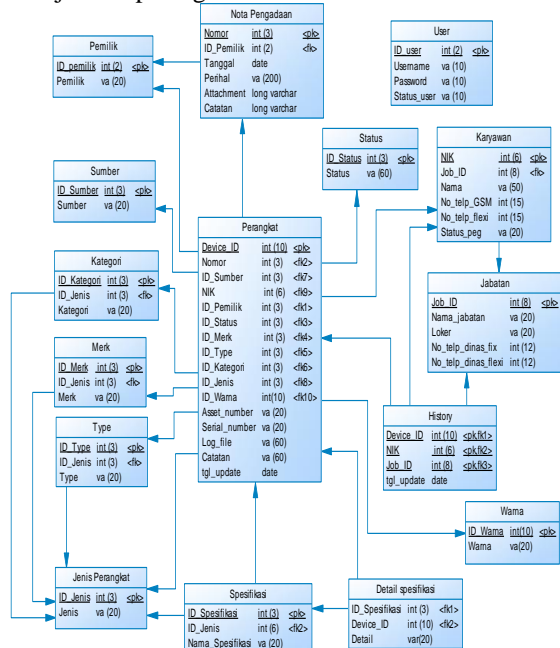 Nota Pengadaan
Nomor int (3) <pk>
ID_Pemilik int (2) <fk>
Tanggal date
Perihal va (200)
Attachment long varchar
Catatan long varchar
User
ID_user int (2) <pk>
Username va (10)
Password va (10)
Status_user va (10)
Pemilik
ID_pemilik int (2) <pk>
Pemilik va (20)
Status
ID_Status int (3) <pk>
Status va (60)
Karyawan
NIK int (6) <pk>
Job_ID int (8) <fk>
Nama va (50)
No_telp_GSM int (15)
No_telp_flexi int (15)
Status_peg va (20)
Sumber
ID_Sumber int (3) <pk>
Sumber va (20)
Perangkat
Device_ID int (10) <pk>
Nomor int (3) <fk2>
ID_Sumber int (3) <fk7>
NIK int (6) <fk9>
ID_Pemilik int (3) <fk1>
ID_Status int (3) <fk3>
ID_Merk int (3) <fk4>
ID_Type int (3) <fk5>
ID_Kategori int (3) <fk6>
ID_Jenis int (3) <fk8>
ID_Warna int(10) <fk10>
Asset_number va (20)
Serial_number va (20)
Log_file va (60)
Catatan va (60)
tgl_update date
Kategori
ID_Kategori int (3) <pk>
ID_Jenis int (3) <fk>
Kategori va (20)
Jabatan
Job_ID int (8) <pk>
Nama_jabatan va (20)
Loker va (20)
No_telp_dinas_fix int (12)
No_telp_dinas_flexi int (12)
Merk
ID_Merk int (3) <pk>
ID_Jenis int (3) <fk>
Merk va (20)
Type
ID_Type int (3) <pk>
ID_Jenis int (3) <fk>
Type va (20)
History
Device_ID int (10) <pk,fk1>
NIK int (6) <pk,fk2>
Job_ID int (8) <pk,fk3>
tgl_update date
Warna
ID_Warna int(10) <pk>
Warna va(20)
Jenis Perangkat
ID_Jenis int (3) <pk>
Jenis va (20)
Spesifikasi
ID_Spesifikasi int (3) <pk>
ID_Jenis int (6) <fk2>
Nama_Spesifikasi va (20)
Detail spesifikasi
ID_Spesifikasi int (3) <fk1>
Device_ID int (10) <fk2>
Detail var(20)